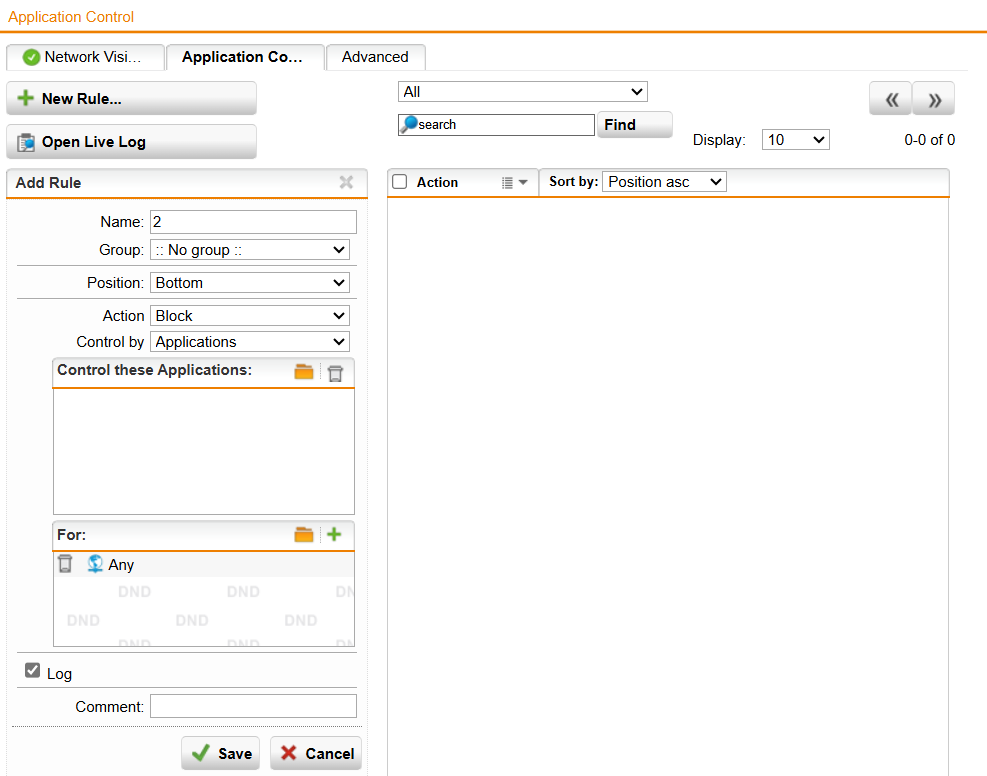 Application Control
Network Visi...
Application Co...
Advanced
New Rule...
Open Live Log
All
search
Find
Display: 10
0-0 of 0
Add Rule
Name: 2
Group: :: No group ::
Position: Bottom
Action Block
Control by Applications
Control these Applications:
For:
Any
DND DND DN
DND DND DND
DND DND DN
Log
Comment:
Save
Cancel
Action
Sort by: Position asc